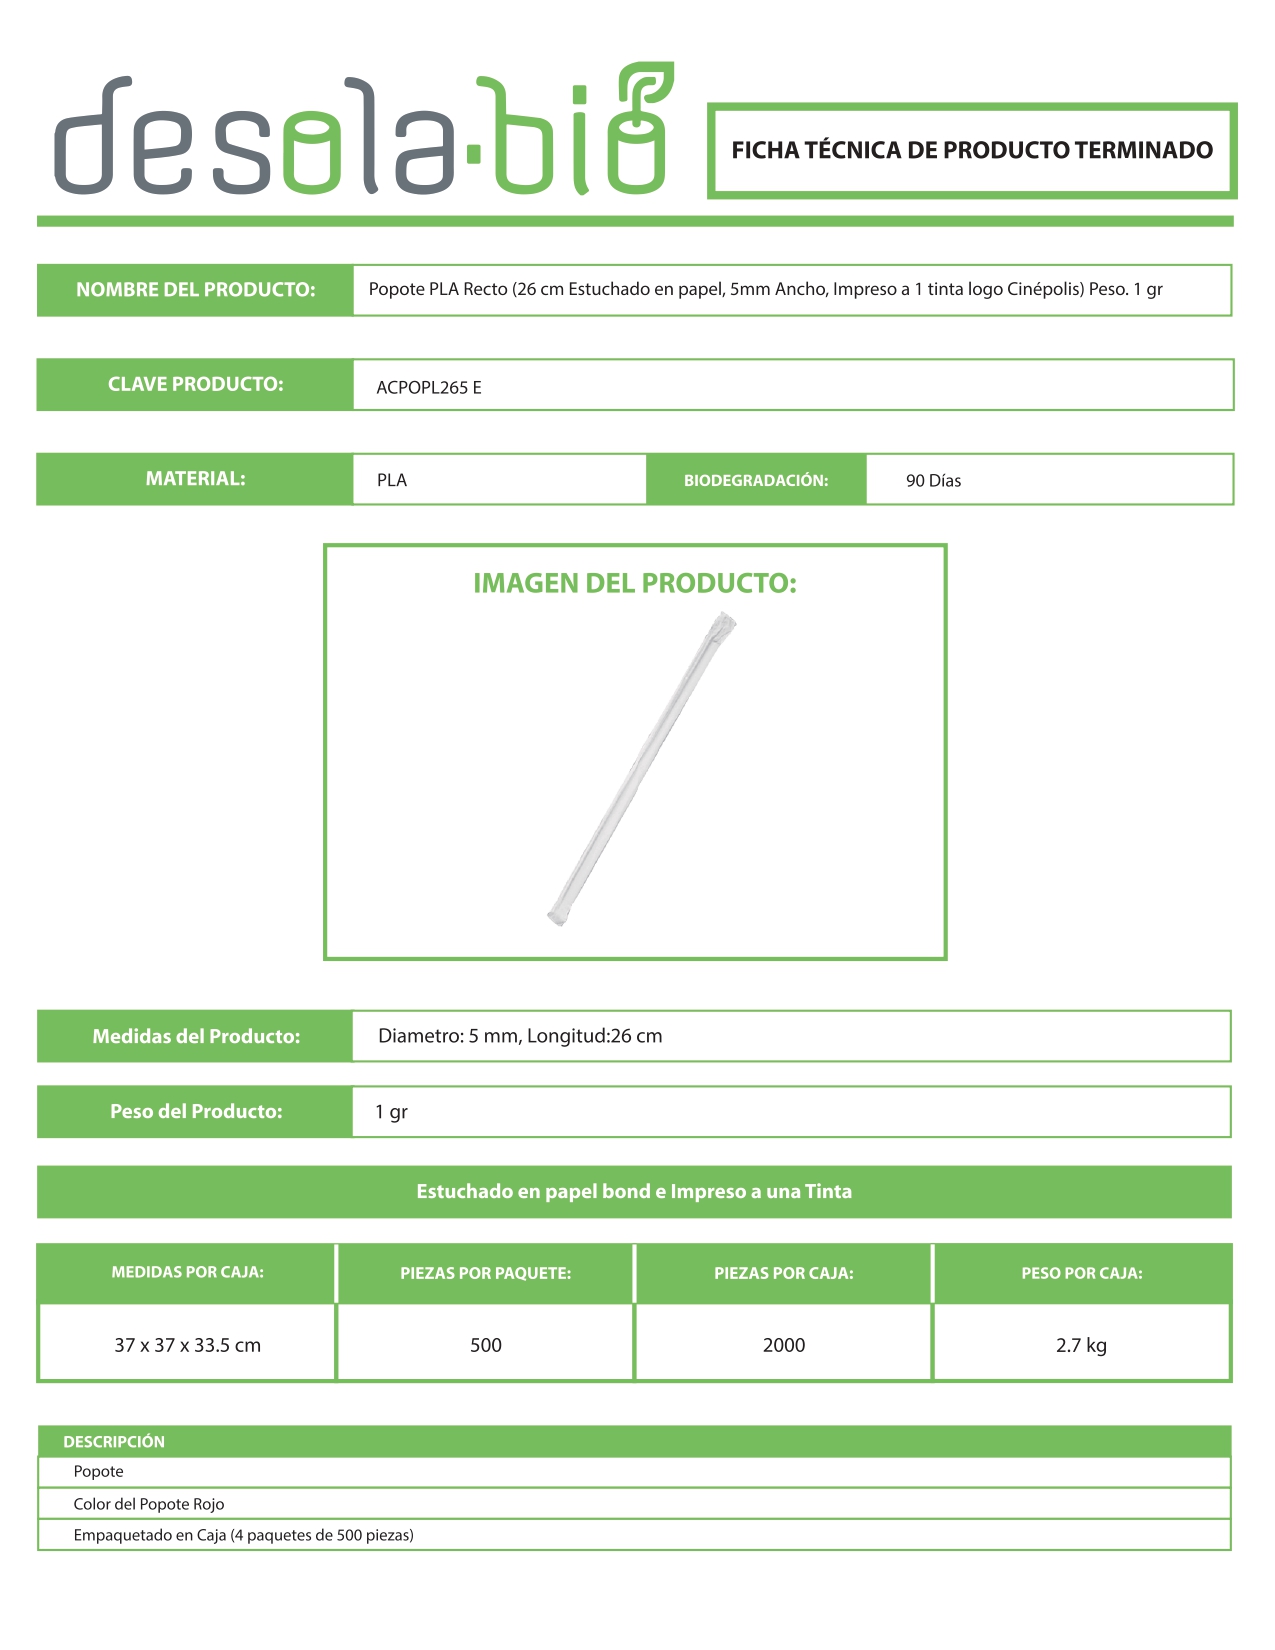 desola.bio
FICHA TÉCNICA DE PRODUCTO TERMINADO
NOMBRE DEL PRODUCTO:
Popote PLA Recto (26 cm Estuchado en papel, 5mm Ancho, Impreso a 1 tinta logo Cinépolis) Peso. 1 gr
CLAVE PRODUCTO:
ACPOPL265 E
MATERIAL:
PLA
BIODEGRADACIÓN:
90 Días
IMAGEN DEL PRODUCTO:
Medidas del Producto:
Diametro: 5 mm, Longitud:26 cm
Peso del Producto:
1 gr
Estuchado en papel bond e Impreso a una Tinta
MEDIDAS POR CAJA:
PIEZAS POR PAQUETE:
PIEZAS POR CAJA:
PESO POR CAJA:
37 x 37 x 33.5 cm
500
2000
2.7 kg
DESCRIPCIÓN
Popote
Color del Popote Rojo
Empaquetado en Caja (4 paquetes de 500 piezas)